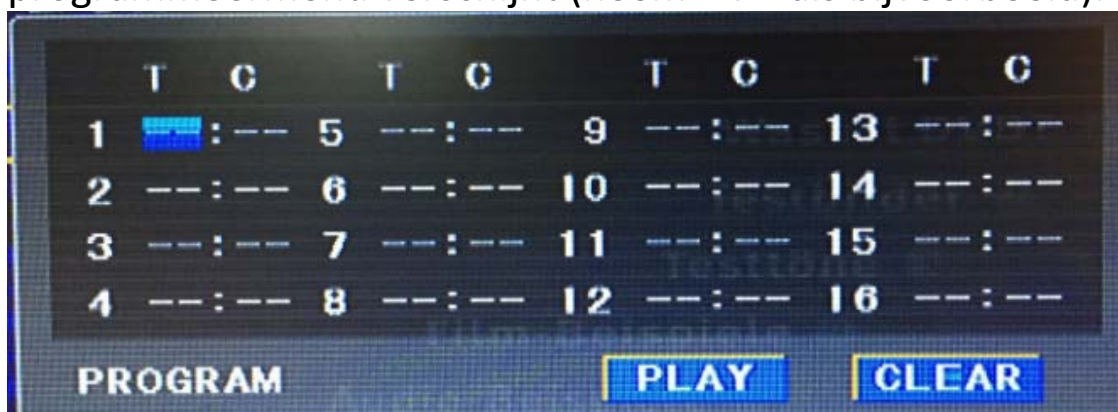 T C T C T C T C
1 --:-- 5 --:-- 9 --:-- 13 --:--
2 --:-- 6 --:-- 10 --:-- 14 --:--
3 --:-- 7 --:-- 11 --:-- 15 --:--
4 --:-- 8 --:-- 12 --:-- 16 --:--
PROGRAM PLAY CLEAR